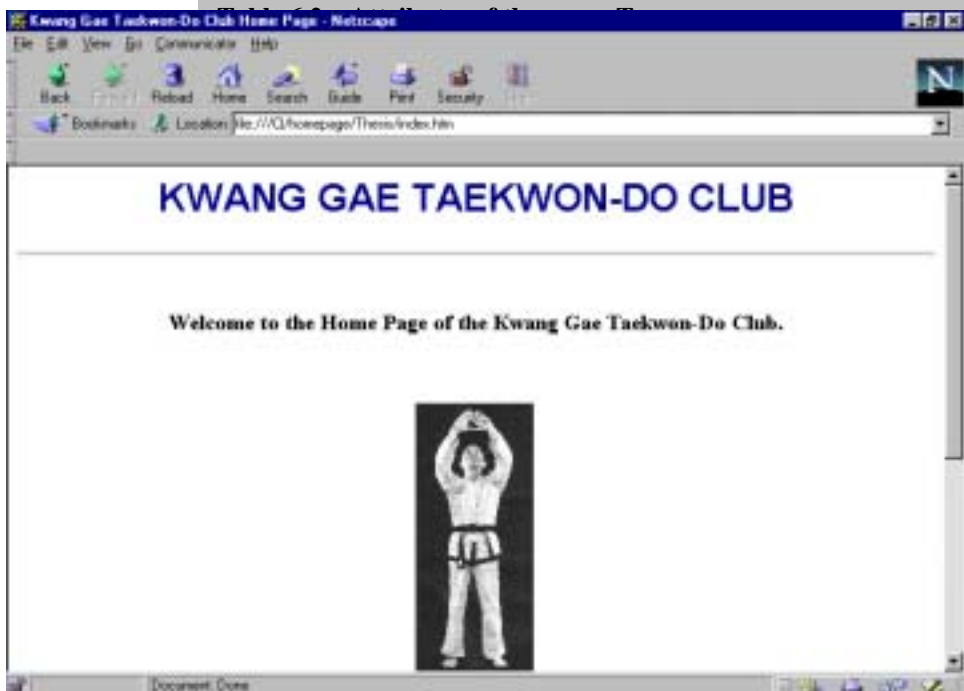 Kwang Gae Taekwon-Do Club Home Page - Netscape
File Edit View Go Communicator Help
Back Reload Home Search Guide Print Security
Bookmarks Location: file:///C|/homepage/Thesis/index.htm
N
KWANG GAE TAEKWON-DO CLUB
Welcome to the Home Page of the Kwang Gae Taekwon-Do Club.
Document: Done